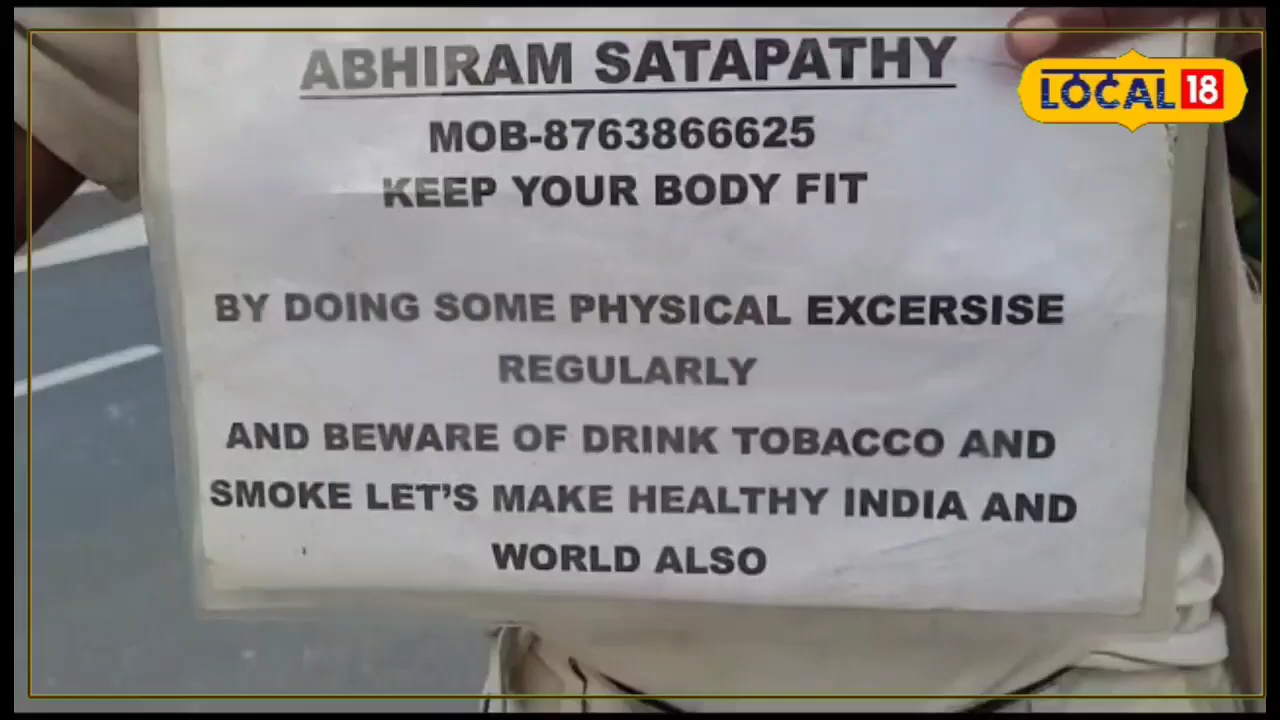 ABHIRAM SATAPATHY
LOCAL 18
MOB-8763866625
KEEP YOUR BODY FIT
BY DOING SOME PHYSICAL EXCERSISE
REGULARLY
AND BEWARE OF DRINK TOBACCO AND
SMOKE LET'S MAKE HEALTHY INDIA AND
WORLD ALSO